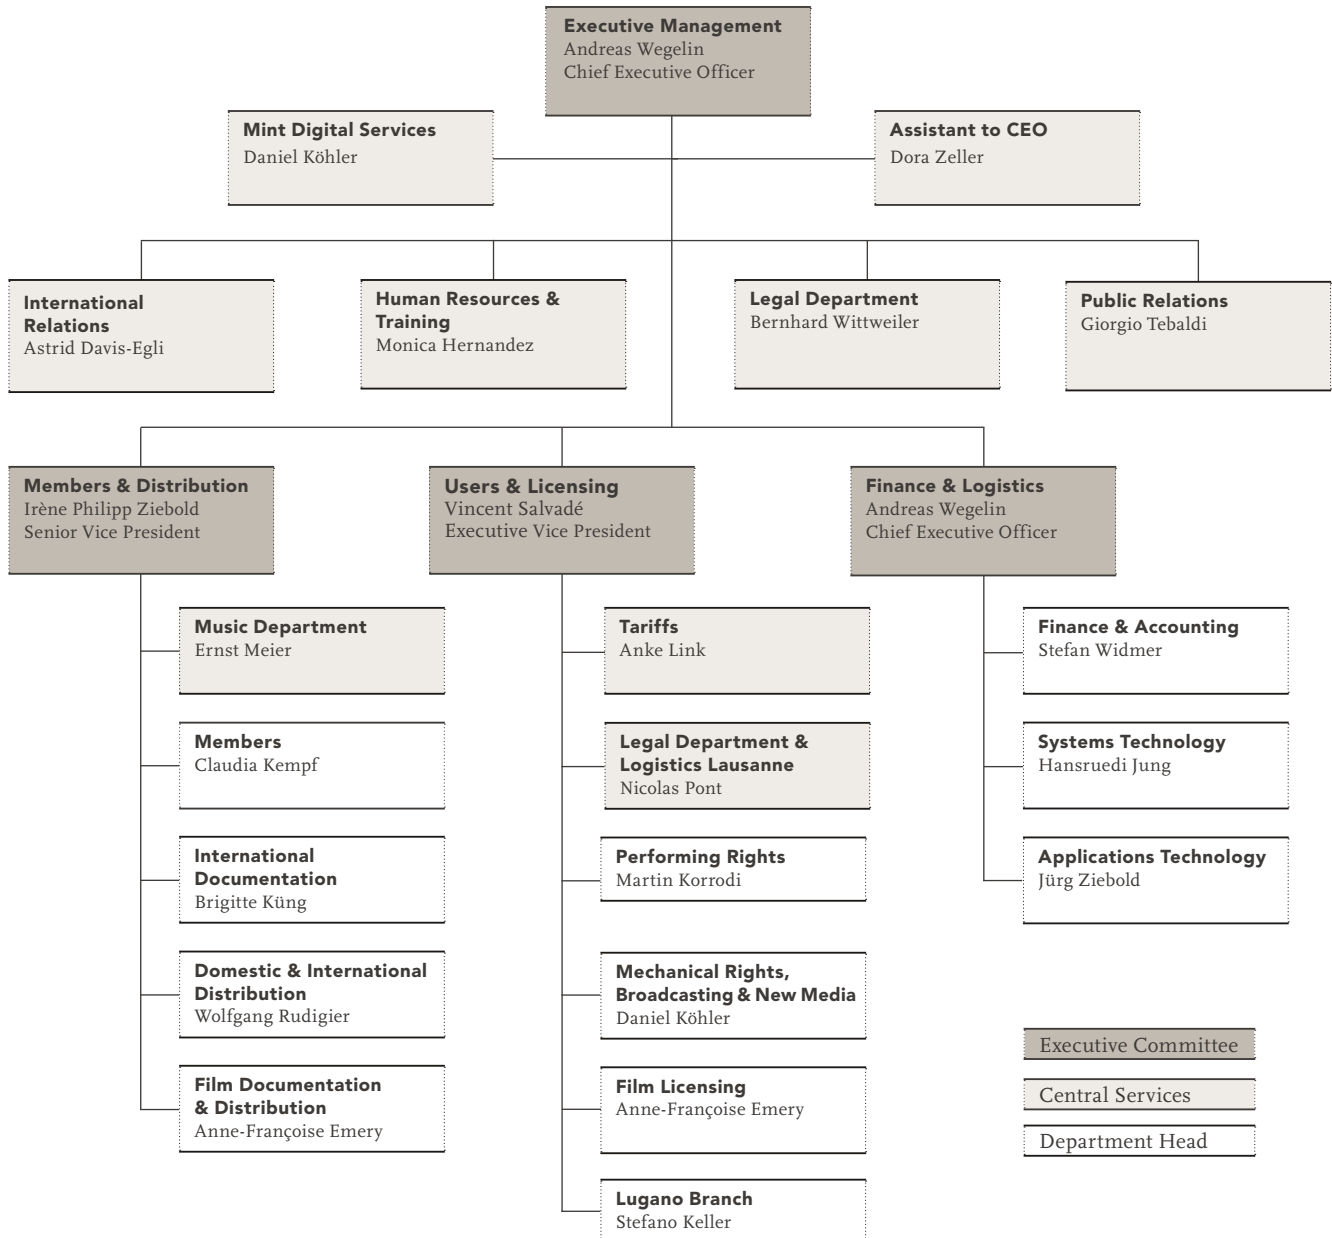 Executive Management
Andreas Wegelin
Chief Executive Officer
Mint Digital Services
Daniel Köhler
Assistant to CEO
Dora Zeller
International
Relations
Astrid Davis-Egli
Human Resources &
Training
Monica Hernandez
Legal Department
Bernhard Wittweiler
Public Relations
Giorgio Tebaldi
Members & Distribution
Irène Philipp Ziebold
Senior Vice President
Users & Licensing
Vincent Salvadé
Executive Vice President
Finance & Logistics
Andreas Wegelin
Chief Executive Officer
Music Department
Ernst Meier
Members
Claudia Kempf
International
Documentation
Brigitte Küng
Domestic & International
Distribution
Wolfgang Rudigier
Film Documentation
& Distribution
Anne-Françoise Emery
Tariffs
Anke Link
Legal Department &
Logistics Lausanne
Nicolas Pont
Performing Rights
Martin Korrodi
Mechanical Rights,
Broadcasting & New Media
Daniel Köhler
Film Licensing
Anne-Françoise Emery
Lugano Branch
Stefano Keller
Finance & Accounting
Stefan Widmer
Systems Technology
Hansruedi Jung
Applications Technology
Jürg Ziebold
Executive Committee
Central Services
Department Head